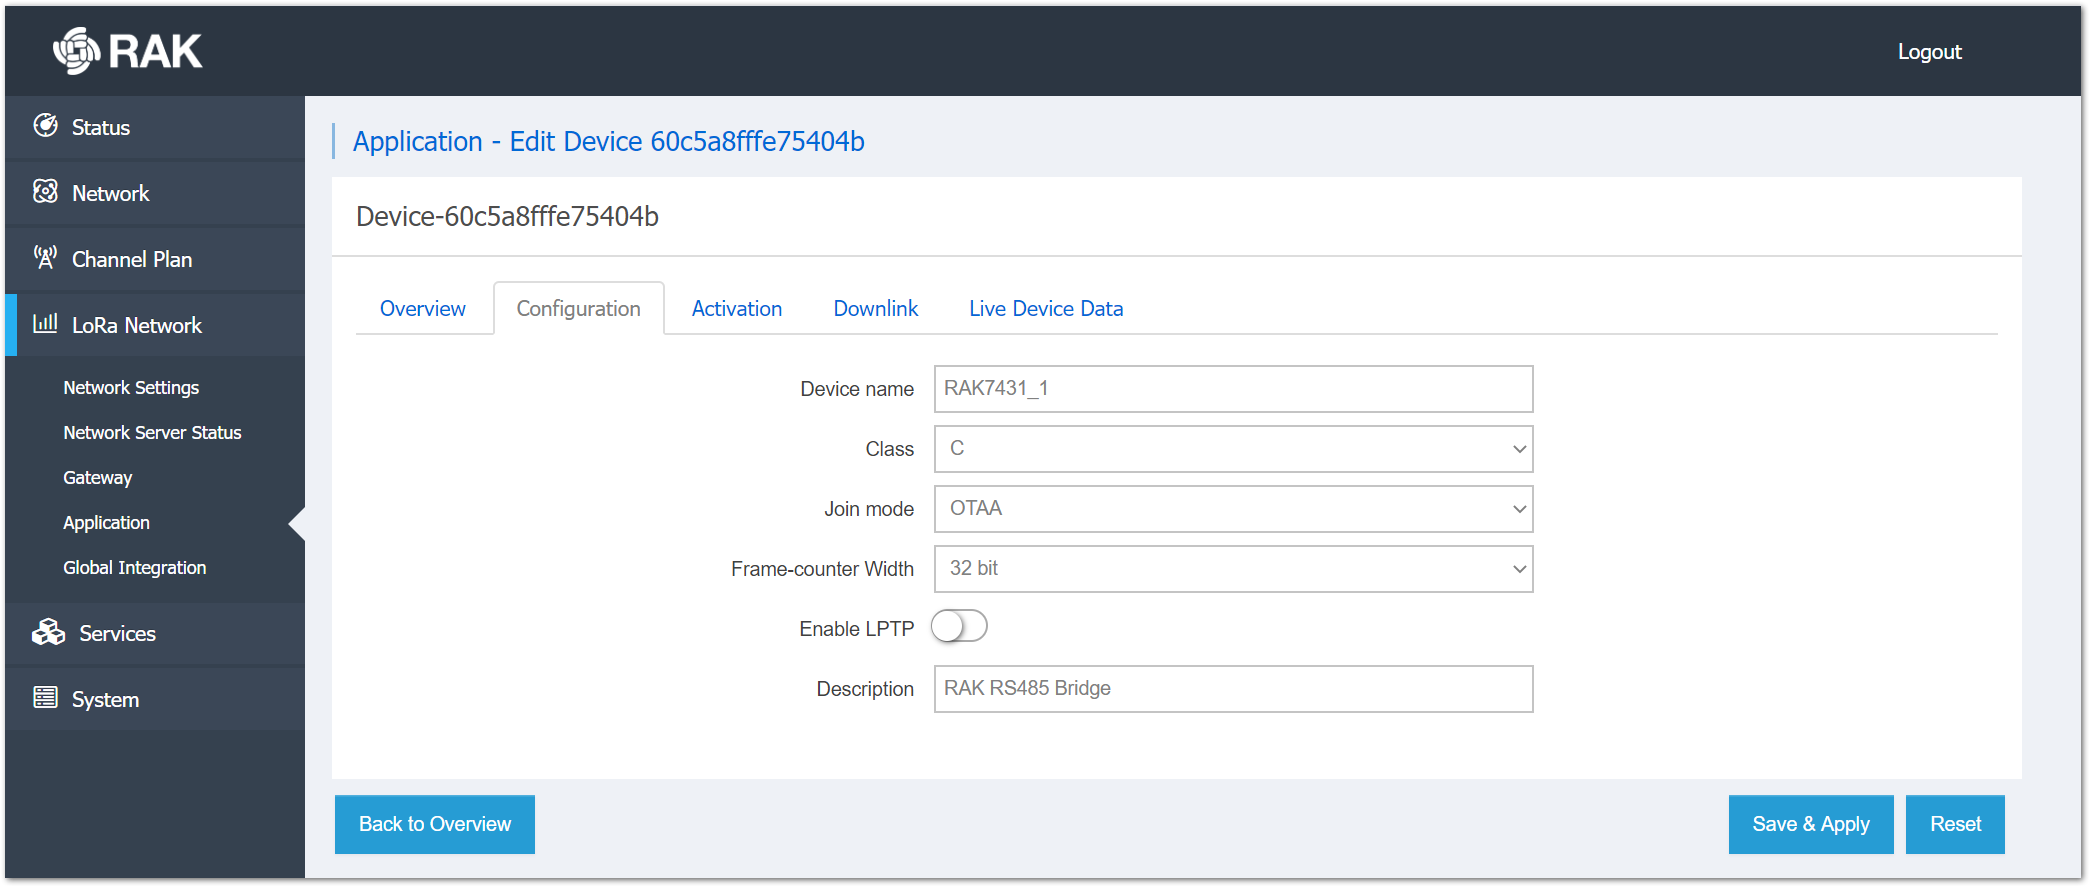 RAK
Logout
Status
Network
Channel Plan
LoRa Network
Network Settings
Network Server Status
Gateway
Application
Global Integration
Services
System
Application - Edit Device 60c5a8fffe75404b
Device-60c5a8fffe75404b
Overview Configuration Activation Downlink Live Device Data
Device name RAK7431_1
Class C
Join mode OTAA
Frame-counter Width 32 bit
Enable LPTP
Description RAK RS485 Bridge
Back to Overview Save & Apply Reset